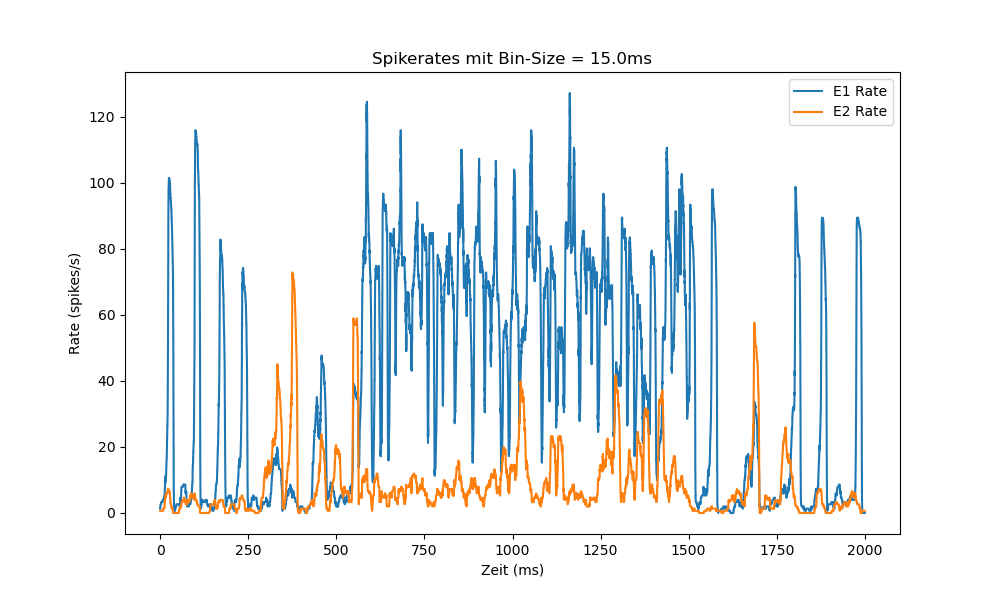 Spikerates mit Bin-Size = 15.0ms
E1 Rate
E2 Rate
Rate (spikes/s)
120
100
80
60
40
20
0
0 250 500 750 1000 1250 1500 1750 2000
Zeit (ms)